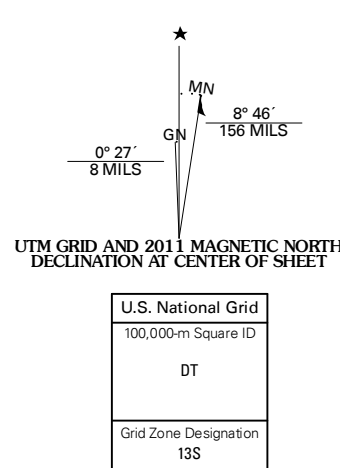 ★
MN
8° 46´
156 MILS
GN
0° 27´
8 MILS
UTM GRID AND 2011 MAGNETIC NORTH
DECLINATION AT CENTER OF SHEET
U.S. National Grid
100,000-m Square ID
DT
Grid Zone Designation
13S